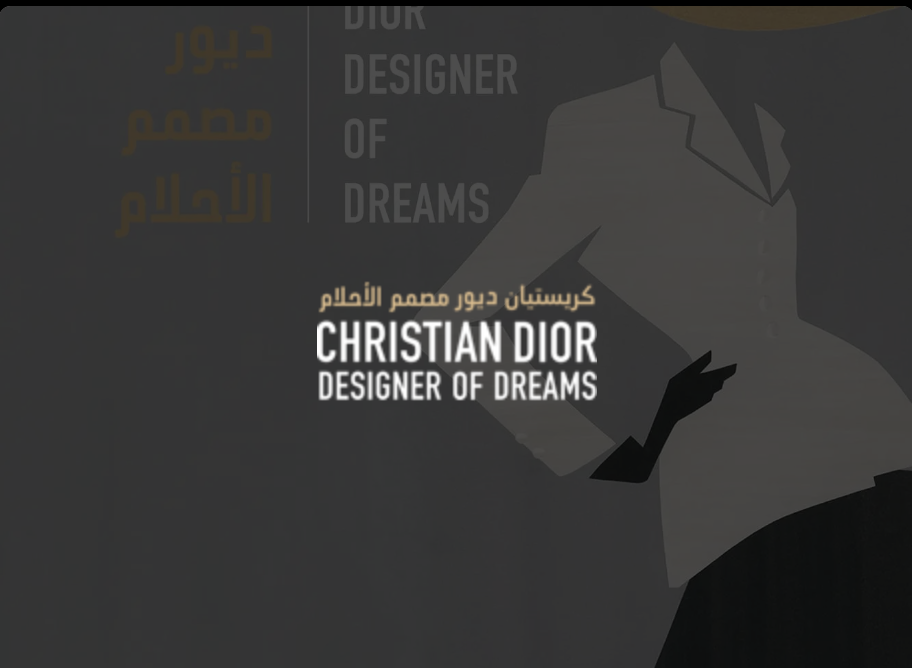 ديور
مصمم
الأحلام
DIOR
DESIGNER
OF
DREAMS
كريستيان ديور مصمم الأحلام
CHRISTIAN DIOR
DESIGNER OF DREAMS